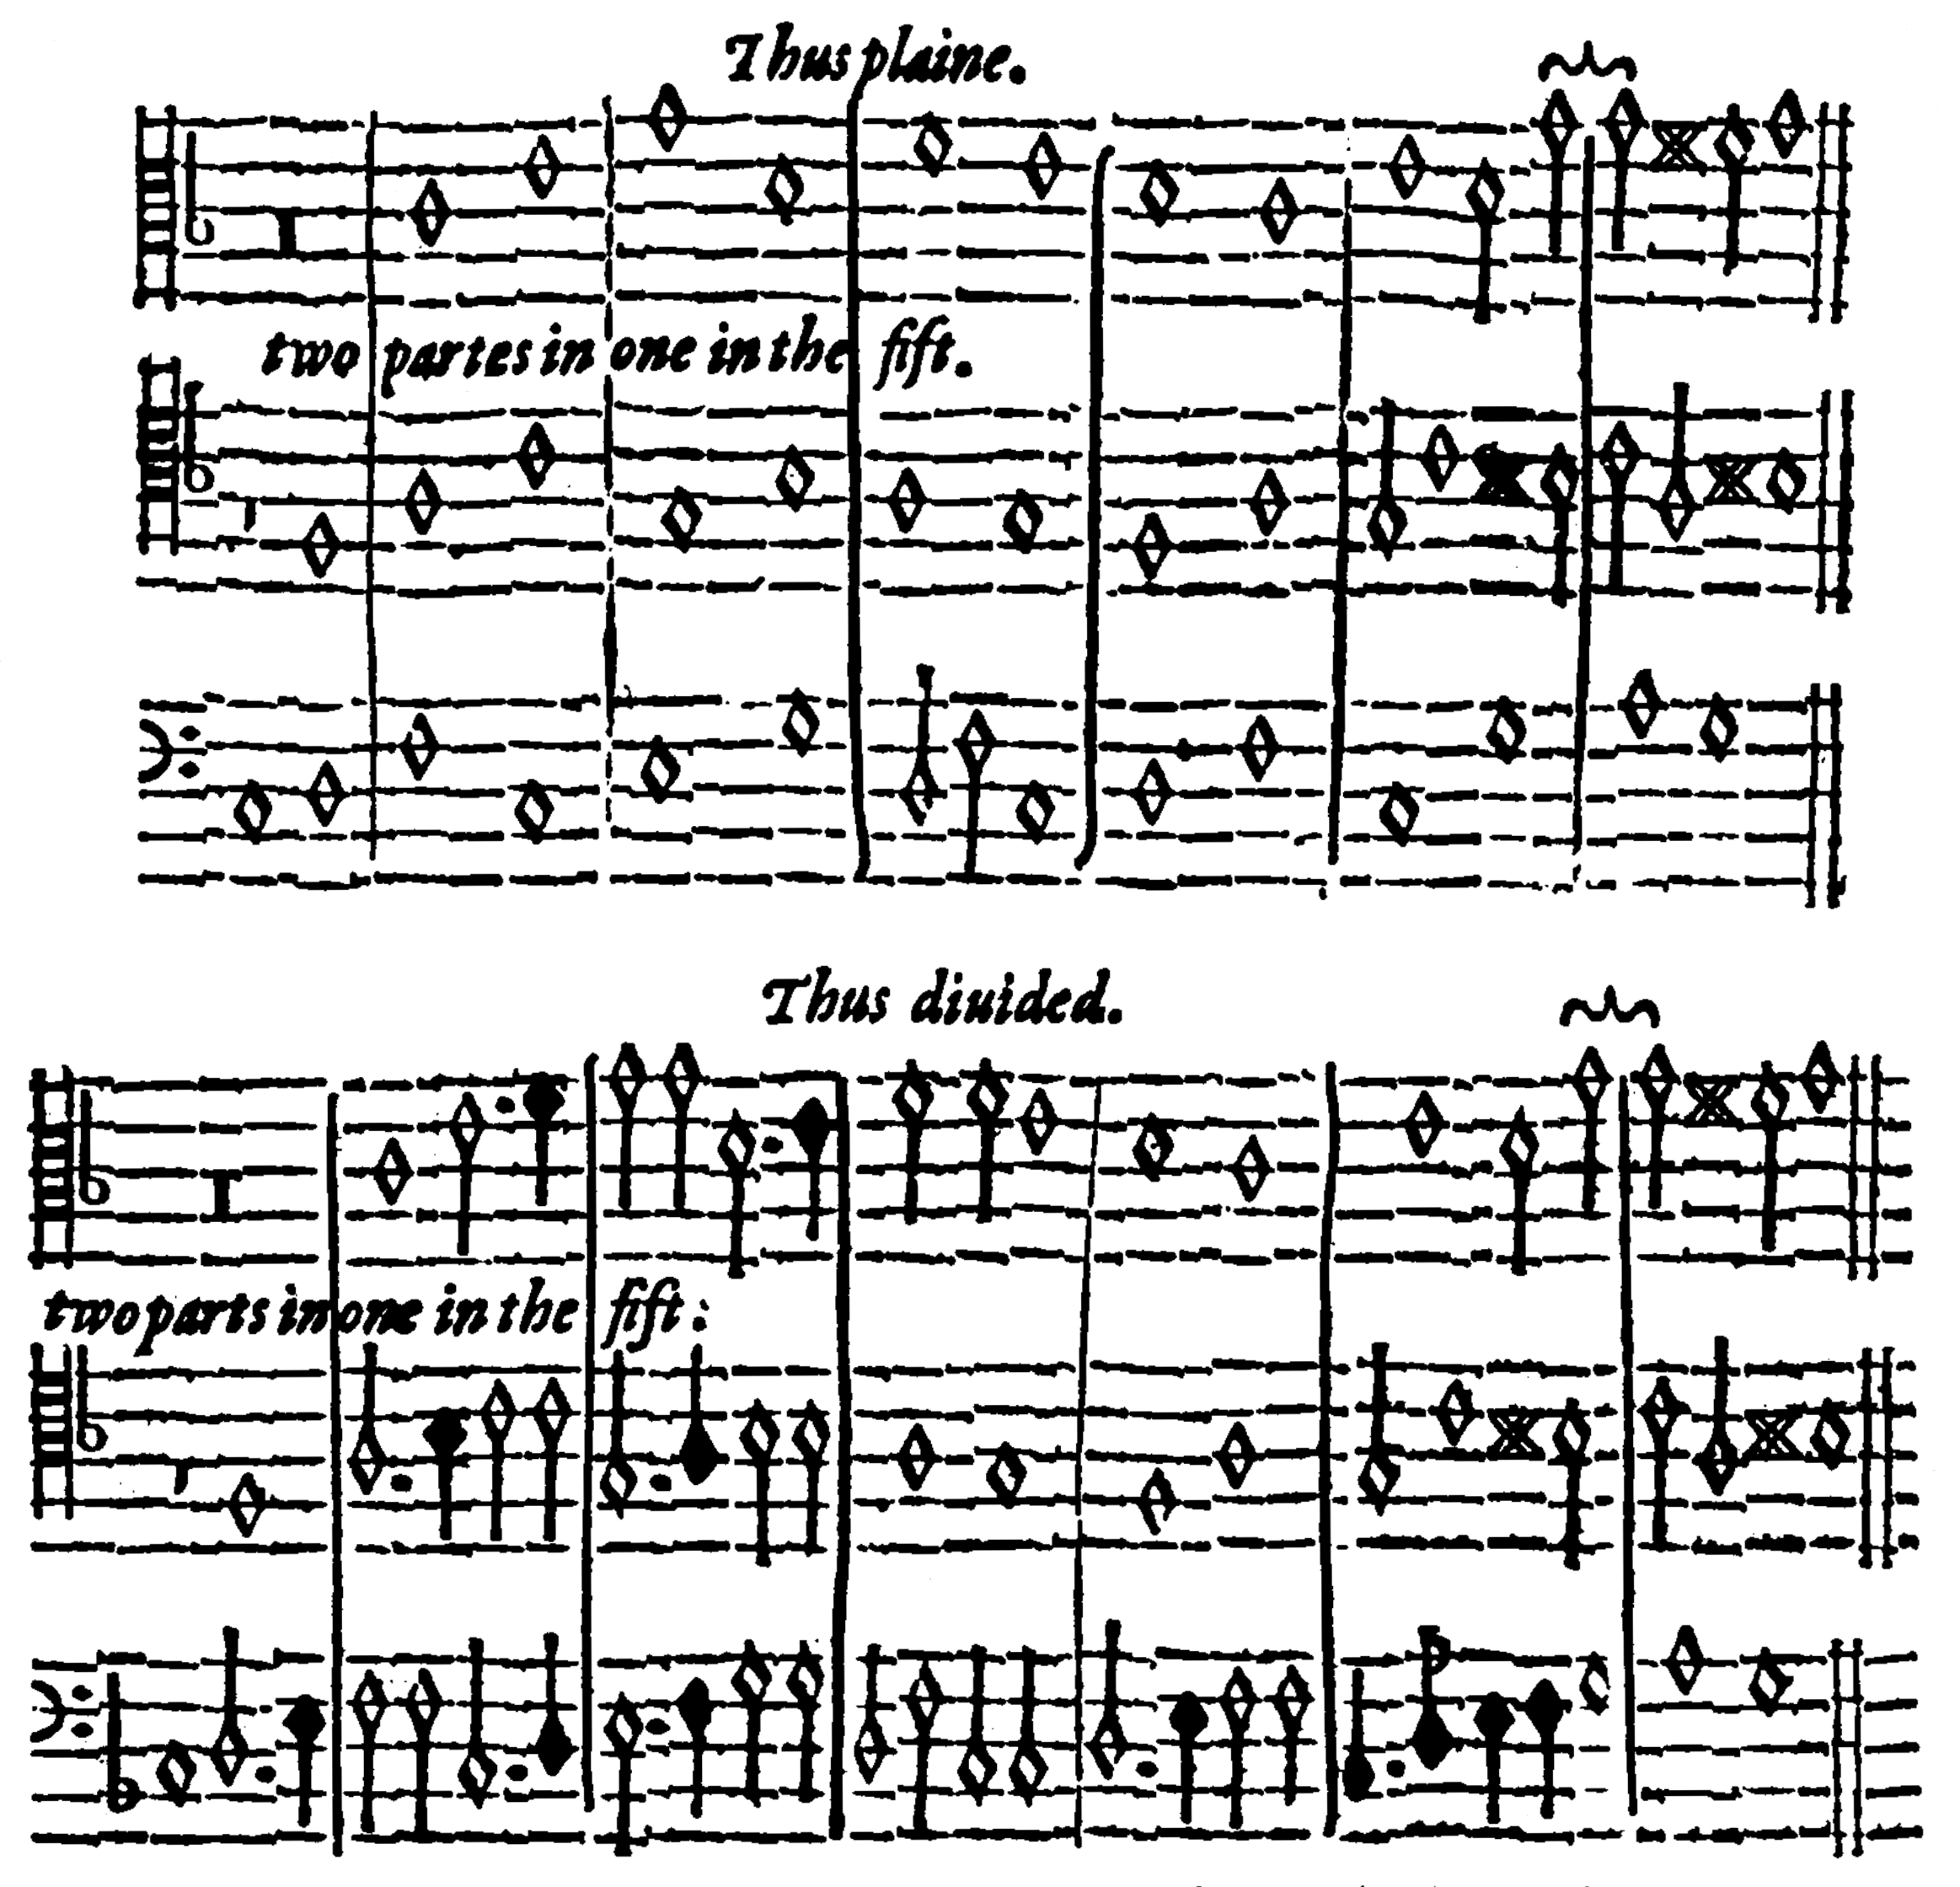 Thus plaine.
two partes in one in the fift.
Thus diuided.
two parts in one in the fift: